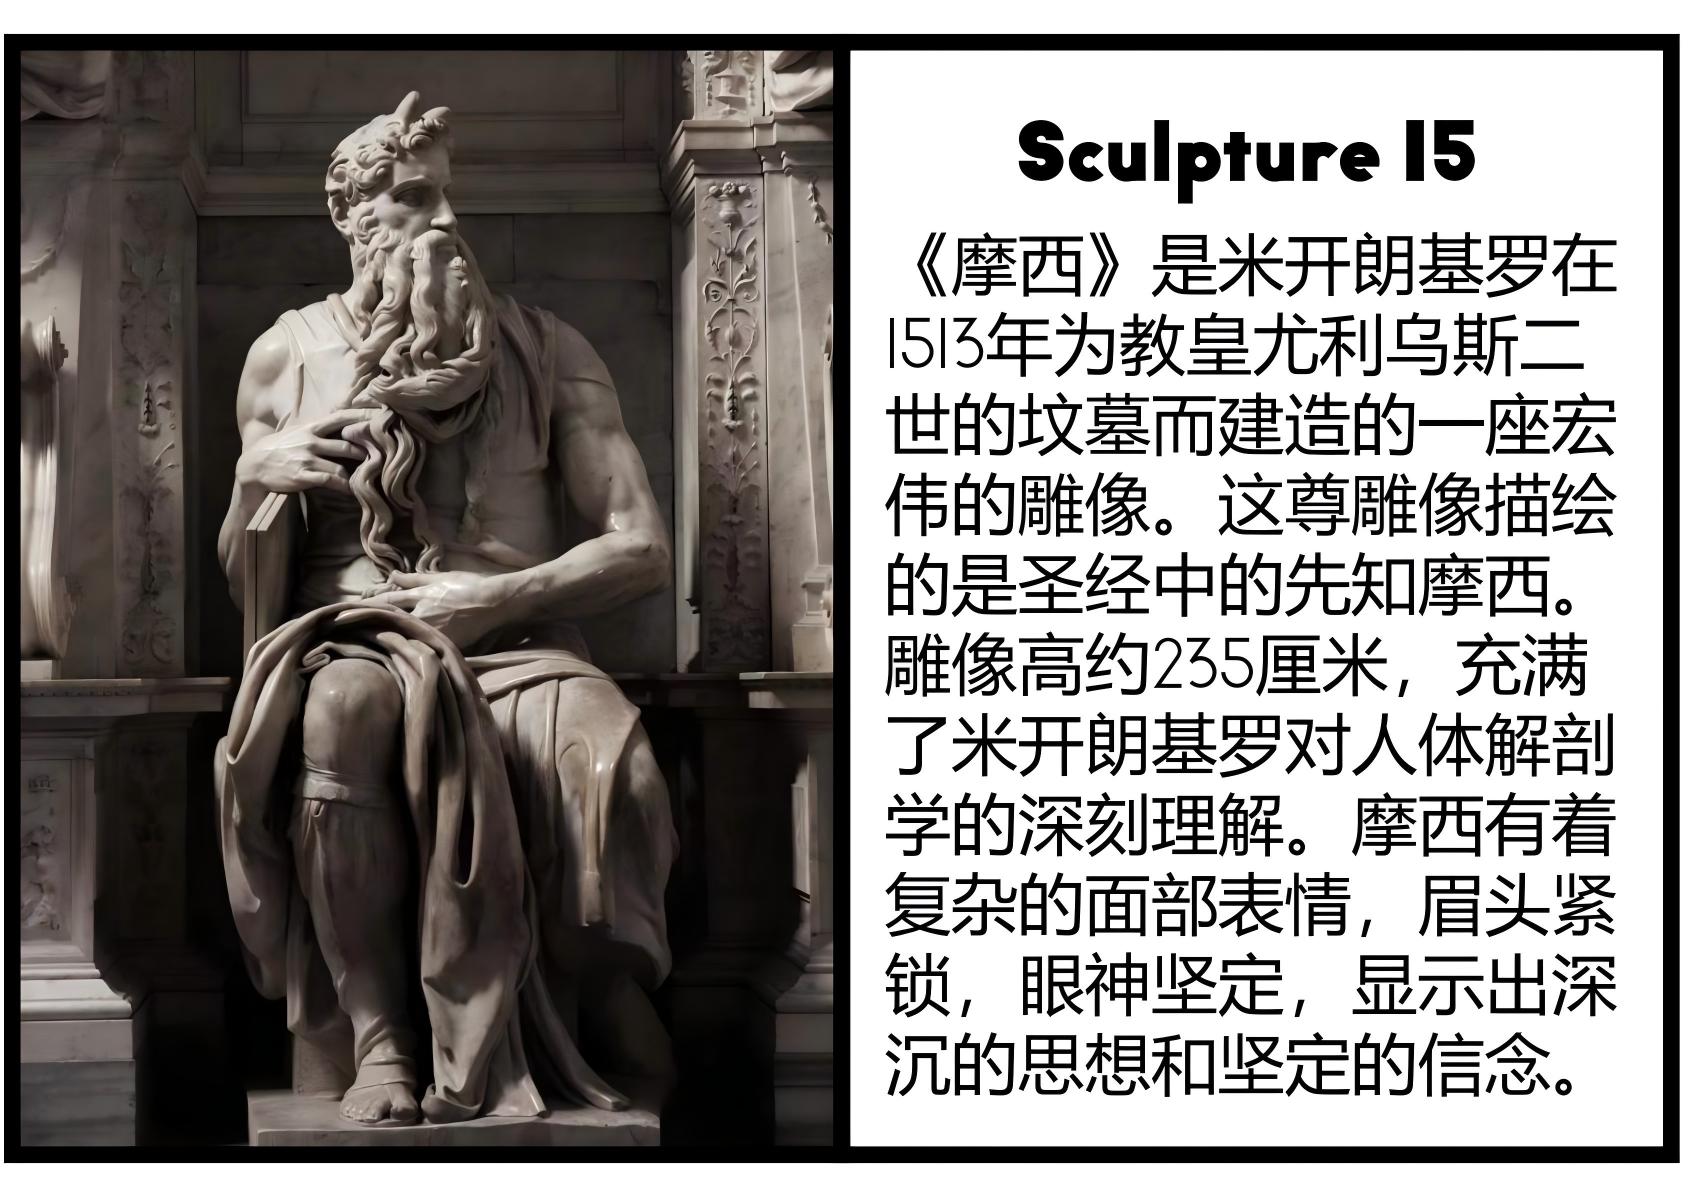 Sculpture 15
《摩西》是米开朗基罗在
1513年为教皇尤利乌斯二
世的坟墓而建造的一座宏
伟的雕像。这尊雕像描绘
的是圣经中的先知摩西。
雕像高约235厘米，充满
了米开朗基罗对人体解剖
学的深刻理解。摩西有着
复杂的面部表情，眉头紧
锁，眼神坚定，显示出深
沉的思想和坚定的信念。